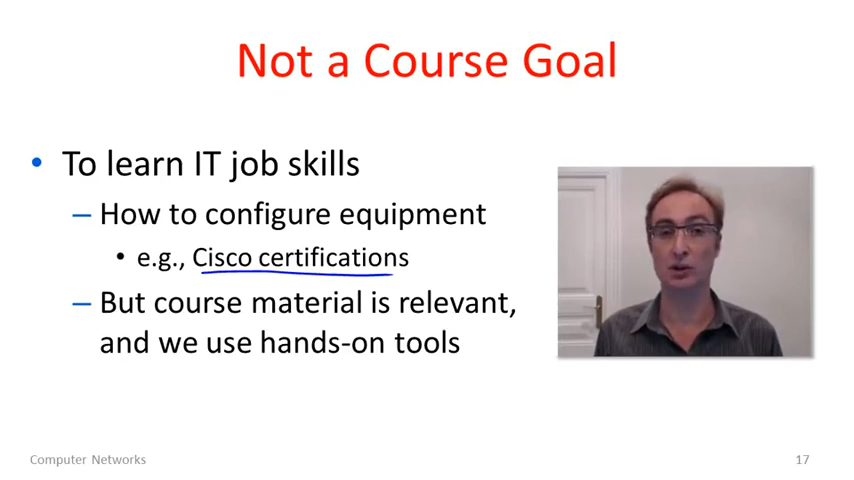 Not a Course Goal
• To learn IT job skills
– How to configure equipment
• e.g., Cisco certifications
– But course material is relevant,
and we use hands-on tools
Computer Networks
17